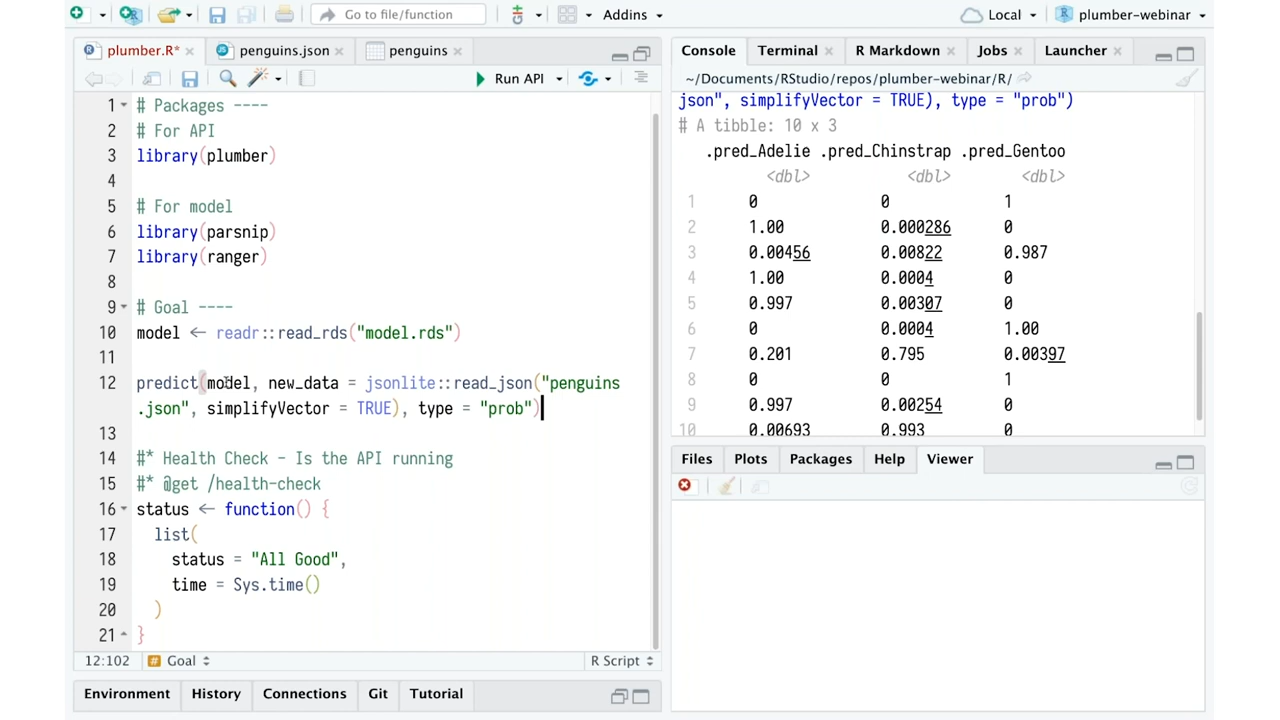 Go to file/function
Addins
Local
plumber-webinar
plumber.R*
penguins.json
penguins
Run API
1 # Packages ----
2 # For API
3 library(plumber)
4
5 # For model
6 library(parsnip)
7 library(ranger)
8
9 # Goal ----
10 model ← readr::read_rds("model.rds")
11
12 predict(model, new_data = jsonlite::read_json("penguins
.json", simplifyVector = TRUE), type = "prob")
13
14 #* Health Check - Is the API running
15 #* @get /health-check
16 status ← function() {
17 list(
18 status = "All Good",
19 time = Sys.time()
20 )
21 }
12:102 # Goal
R Script
Environment History Connections Git Tutorial
Console Terminal R Markdown Jobs Launcher
~/Documents/RStudio/repos/plumber-webinar/R/
json", simplifyVector = TRUE), type = "prob")
# A tibble: 10 x 3
.pred_Adelie .pred_Chinstrap .pred_Gentoo
<dbl> <dbl> <dbl>
1 0 0 1
2 1.00 0.000286 0
3 0.00456 0.00822 0.987
4 1.00 0.0004 0
5 0.997 0.00307 0
6 0 0.0004 1.00
7 0.201 0.795 0.00397
8 0 0 1
9 0.997 0.00254 0
10 0.00693 0.993 0
Files Plots Packages Help Viewer